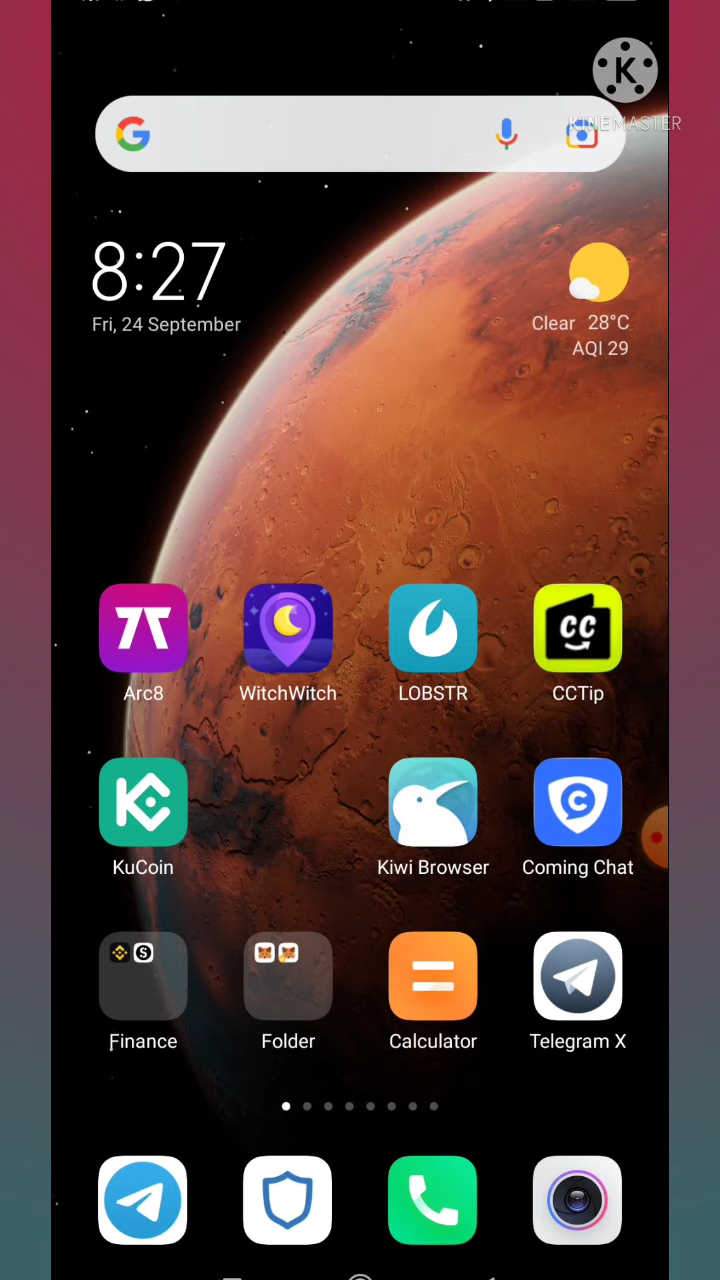 KINEMASTER
8:27
Fri, 24 September
Clear 28°C
AQI 29
Arc8
WitchWitch
LOBSTR
CC
CCTip
KuCoin
Kiwi Browser
Coming Chat
Finance
Folder
Calculator
Telegram X